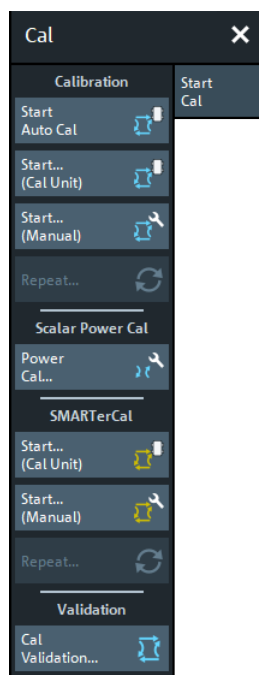 Cal
Calibration
Start
Auto Cal
Start...
(Cal Unit)
Start...
(Manual)
Repeat...
Scalar Power Cal
Power
Cal...
SMARTerCal
Start...
(Cal Unit)
Start...
(Manual)
Repeat...
Validation
Cal
Validation...
Start
Cal